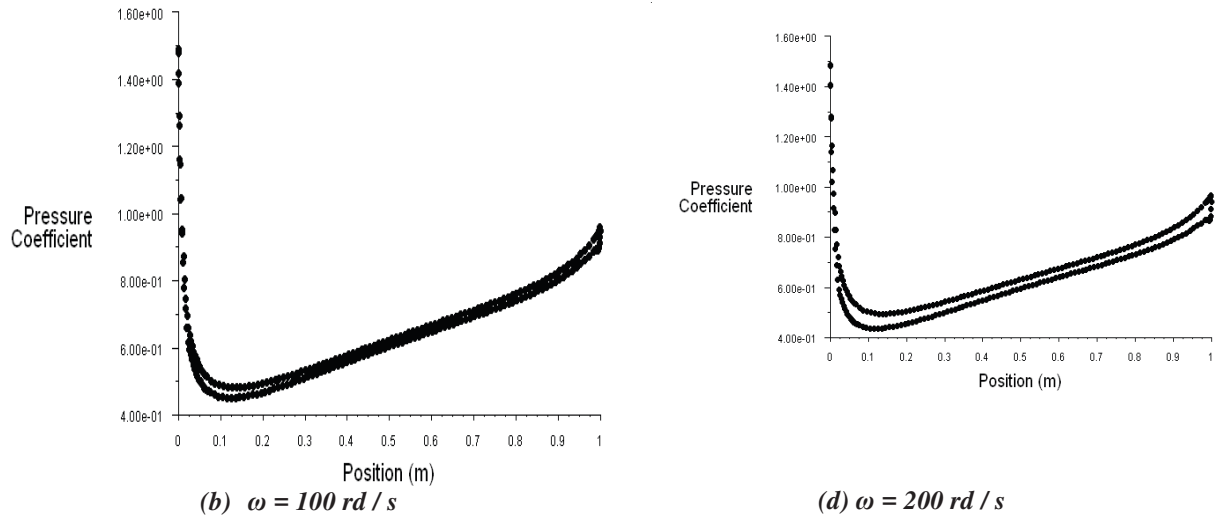 1.60e+00
1.40e+00
1.20e+00
1.00e+00
8.00e-01
6.00e-01
4.00e-01
Pressure
Coefficient
0 0.1 0.2 0.3 0.4 0.5 0.6 0.7 0.8 0.9 1
Position (m)
(b) ω = 100 rd / s
1.60e+00
1.40e+00
1.20e+00
1.00e+00
8.00e-01
6.00e-01
4.00e-01
Pressure
Coefficient
0 0.1 0.2 0.3 0.4 0.5 0.6 0.7 0.8 0.9 1
Position (m)
(d) ω = 200 rd / s